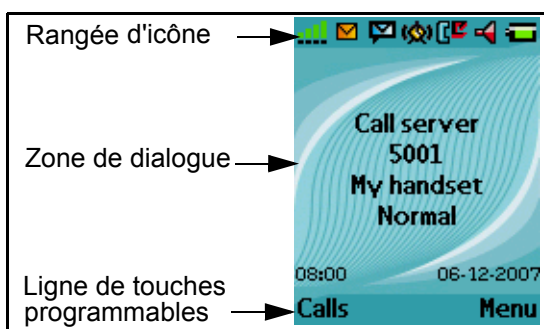 Rangée d'icône
Call server
5001
Zone de dialogue
My handset
Normal
08:00 06-12-2007
Ligne de touches
programmables
Calls Menu